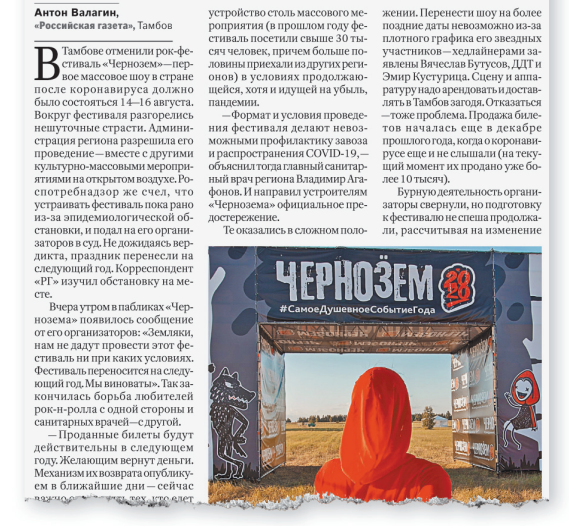 Антон Валагин,
«Российская газета», Тамбов
В Тамбове отменили рок-фе-
стиваль «Чернозем»—пер-
вое массовое шоу в стране
после коронавируса должно
было состояться 14—16 августа.
Вокруг фестиваля разгорелись
нешуточные страсти. Админи-
страция региона разрешила его
проведение—вместе с другими
культурно-массовыми меропри-
ятиями на открытом воздухе. Ро-
спотребнадзор же счел, что
устраивать фестиваль пока рано
из-за эпидемиологической об-
становки, и подал на его органи-
заторов в суд. Не дожидаясь вер-
дикта, праздник перенесли на
следующий год. Корреспондент
«РГ» изучил обстановку на ме-
сте.
Вчера утром в пабликах «Чер-
нозема» появилось сообщение
от его организаторов: «Земляки,
нам не дадут провести этот фе-
стиваль ни при каких условиях.
Фестиваль переносится на следу-
ющий год. Мы виноваты». Так за-
кончилась борьба любителей
рок-н-ролла с одной стороны и
санитарных врачей—с другой.
— Проданные билеты будут
действительны в следующем
году. Желающим вернут деньги.
Механизм их возврата опублику-
ем в ближайшие дни — сейчас
устройство столь массового ме-
роприятия (в прошлом году фе-
стиваль посетили свыше 30 ты-
сяч человек, причем больше по-
ловины приехали из других реги-
онов) в условиях продолжаю-
щейся, хотя и идущей на убыль,
пандемии.
—Формат и условия проведе-
ния фестиваля делают невоз-
можными профилактику завоза
и распространения COVID-19,—
объяснил тогда главный санитар-
ный врач региона Владимир Ага-
фонов. И направил устроителям
«Чернозема» официальное пре-
достережение.
Те оказались в сложном поло-
жении. Перенести шоу на более
поздние даты невозможно из-за
плотного графика его звездных
участников—хедлайнерами за-
явлены Вячеслав Бутусов, ДДТ и
Эмир Кустурица. Сцену и аппа-
ратуру надо арендовать и достав-
лять в Тамбов загодя. Отказаться
—тоже проблема. Продажа биле-
тов началась еще в декабре
прошлого года, когда о коронави-
русе еще и не слышали (на теку-
щий момент их продано уже бо-
лее 10 тысяч).
Бурную деятельность органи-
заторы свернули, но подготовку
к фестивалю не спеша продолжа-
ли, рассчитывая на изменение
ЧЕРНОЗЁМ
#СамоеДушевноеСобытиеГода